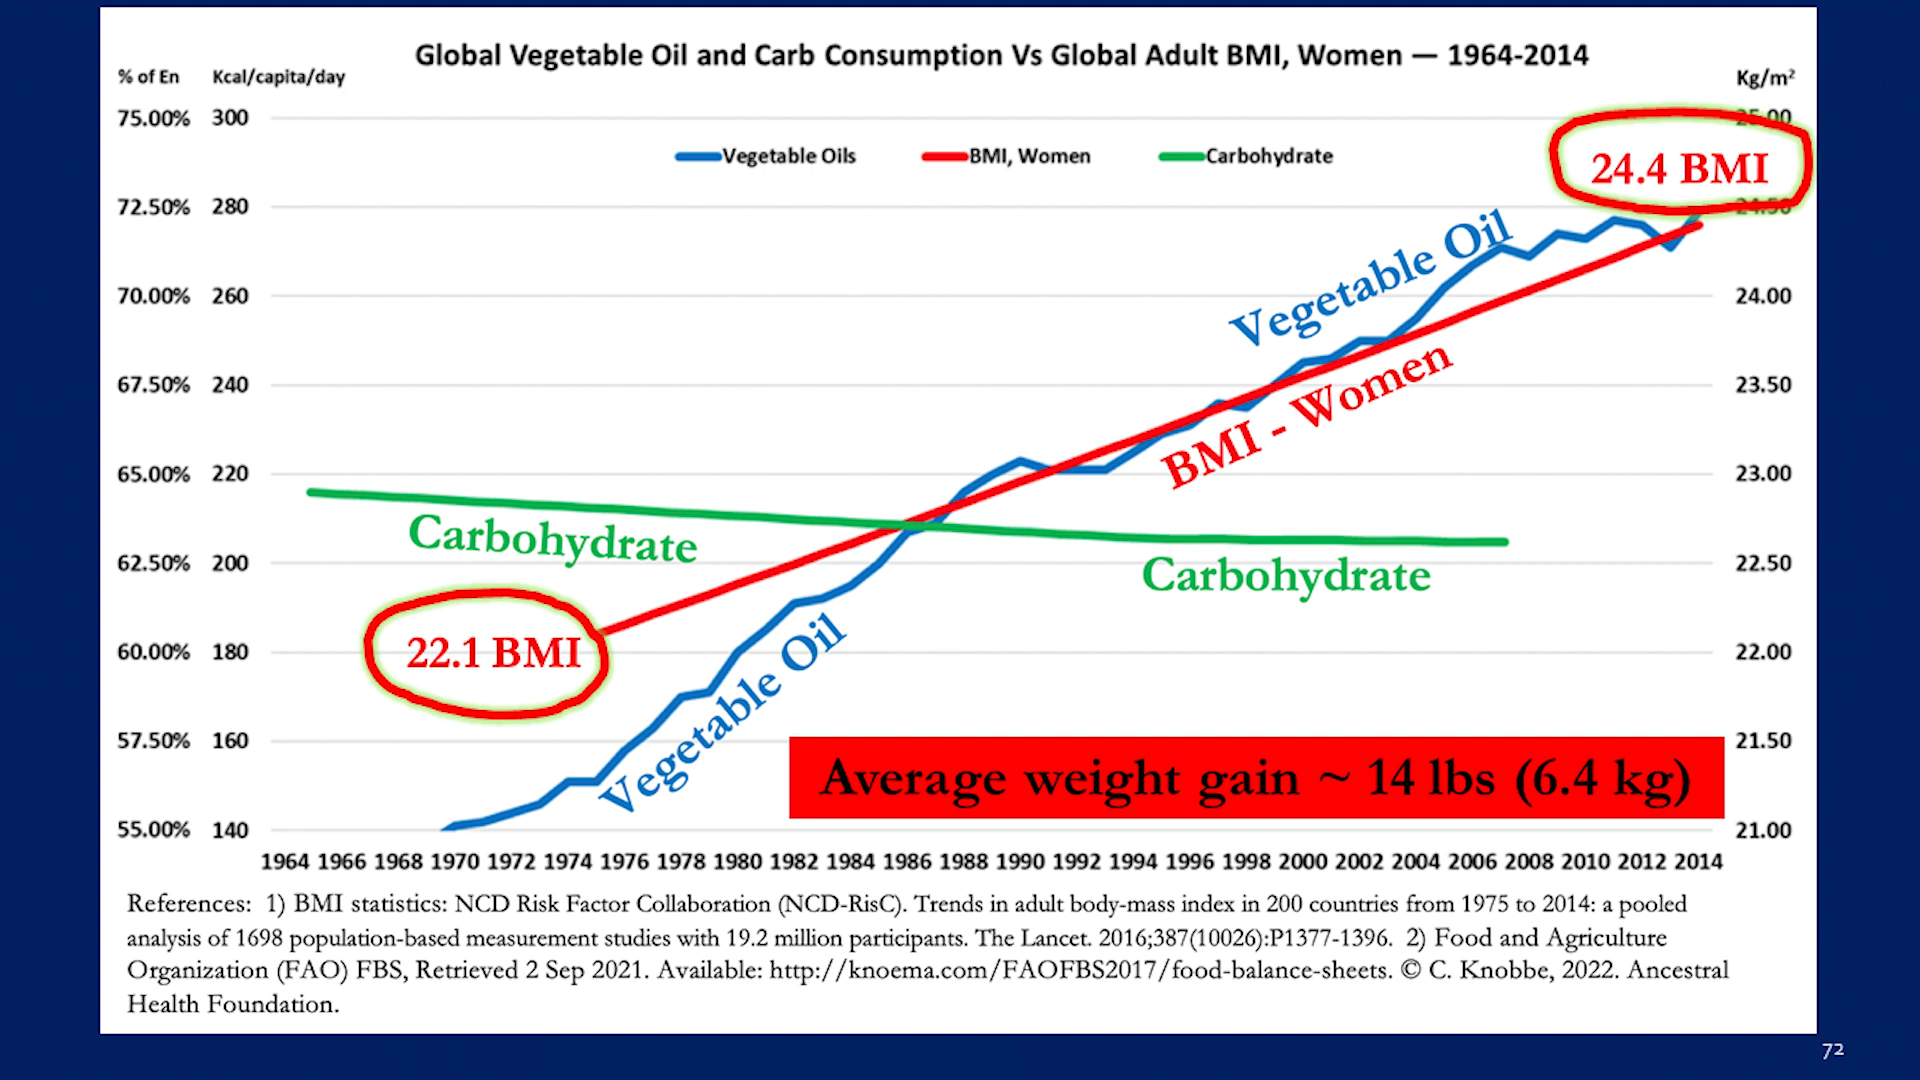 Global Vegetable Oil and Carb Consumption Vs Global Adult BMI, Women — 1964-2014
% of En Kcal/capita/day Kg/m²
75.00% 300 25.00
Vegetable Oils BMI, Women Carbohydrate
24.4 BMI
72.50% 280 24.50
Vegetable Oil
70.00% 260 24.00
67.50% 240 23.50
BMI - Women
65.00% 220 23.00
Carbohydrate
62.50% 200 22.50
Carbohydrate
22.1 BMI
60.00% 180 22.00
Vegetable Oil
57.50% 160 21.50
Average weight gain ~ 14 lbs (6.4 kg)
55.00% 140 21.00
1964 1966 1968 1970 1972 1974 1976 1978 1980 1982 1984 1986 1988 1990 1992 1994 1996 1998 2000 2002 2004 2006 2008 2010 2012 2014
References: 1) BMI statistics: NCD Risk Factor Collaboration (NCD-RisC). Trends in adult body-mass index in 200 countries from 1975 to 2014: a pooled
analysis of 1698 population-based measurement studies with 19.2 million participants. The Lancet. 2016;387(10026):P1377-1396. 2) Food and Agriculture
Organization (FAO) FBS, Retrieved 2 Sep 2021. Available: http://knoema.com/FAOFBS2017/food-balance-sheets. © C. Knobbe, 2022. Ancestral
Health Foundation.
72